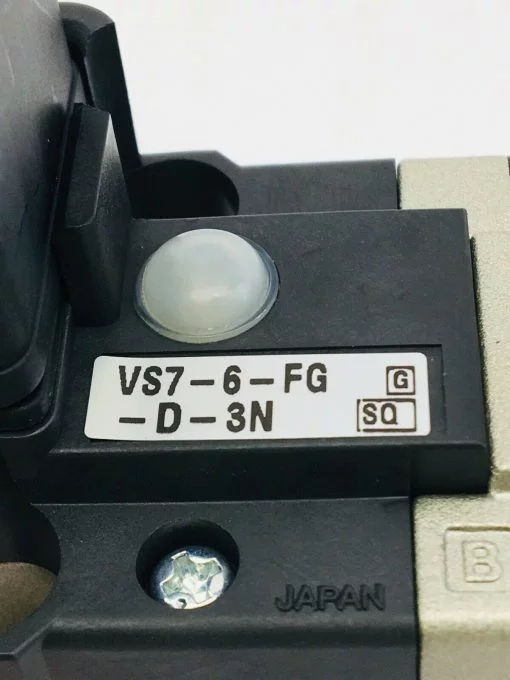 VS7-6-FG G
-D-3N SQ
JAPAN
B